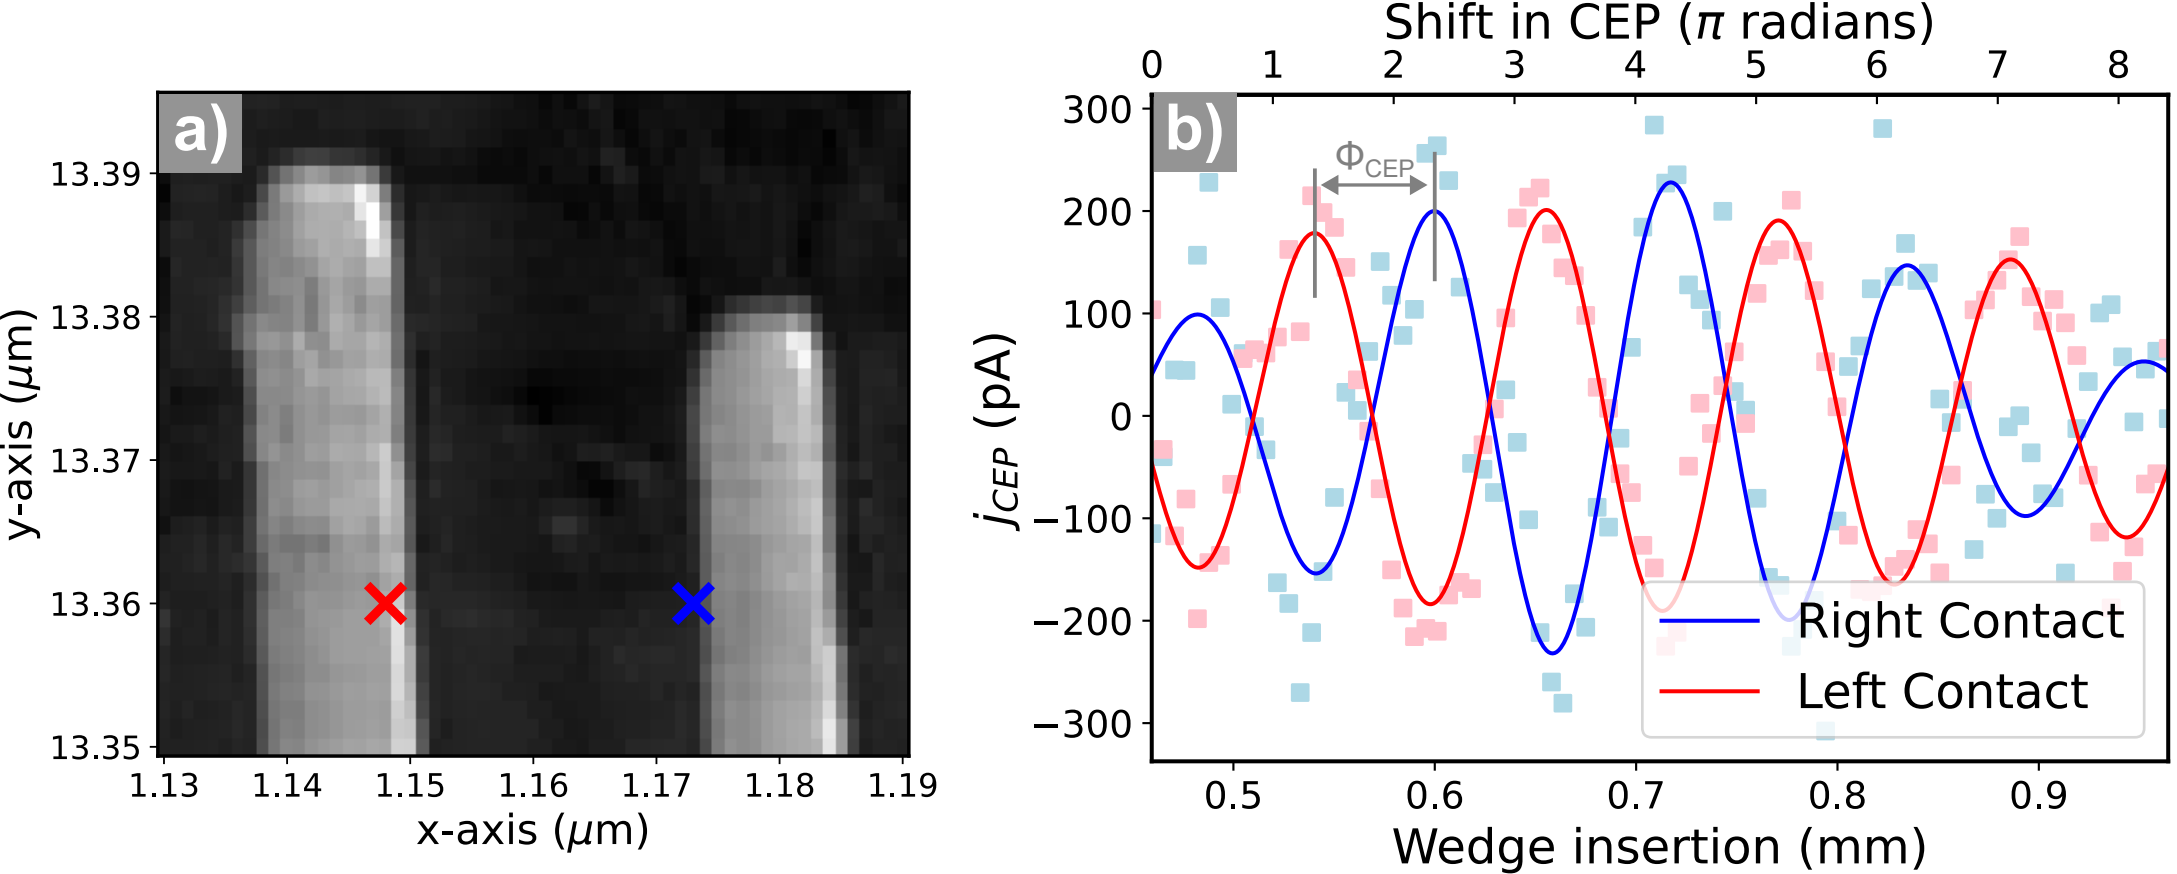 a)
13.39
13.38
13.37
13.36
13.35
y-axis (μm)
1.13 1.14 1.15 1.16 1.17 1.18 1.19
x-axis (μm)
Shift in CEP (π radians)
0 1 2 3 4 5 6 7 8
b)
Φ_CEP
300
200
100
0
−100
−200
−300
j_CEP (pA)
Right Contact
Left Contact
0.5 0.6 0.7 0.8 0.9
Wedge insertion (mm)